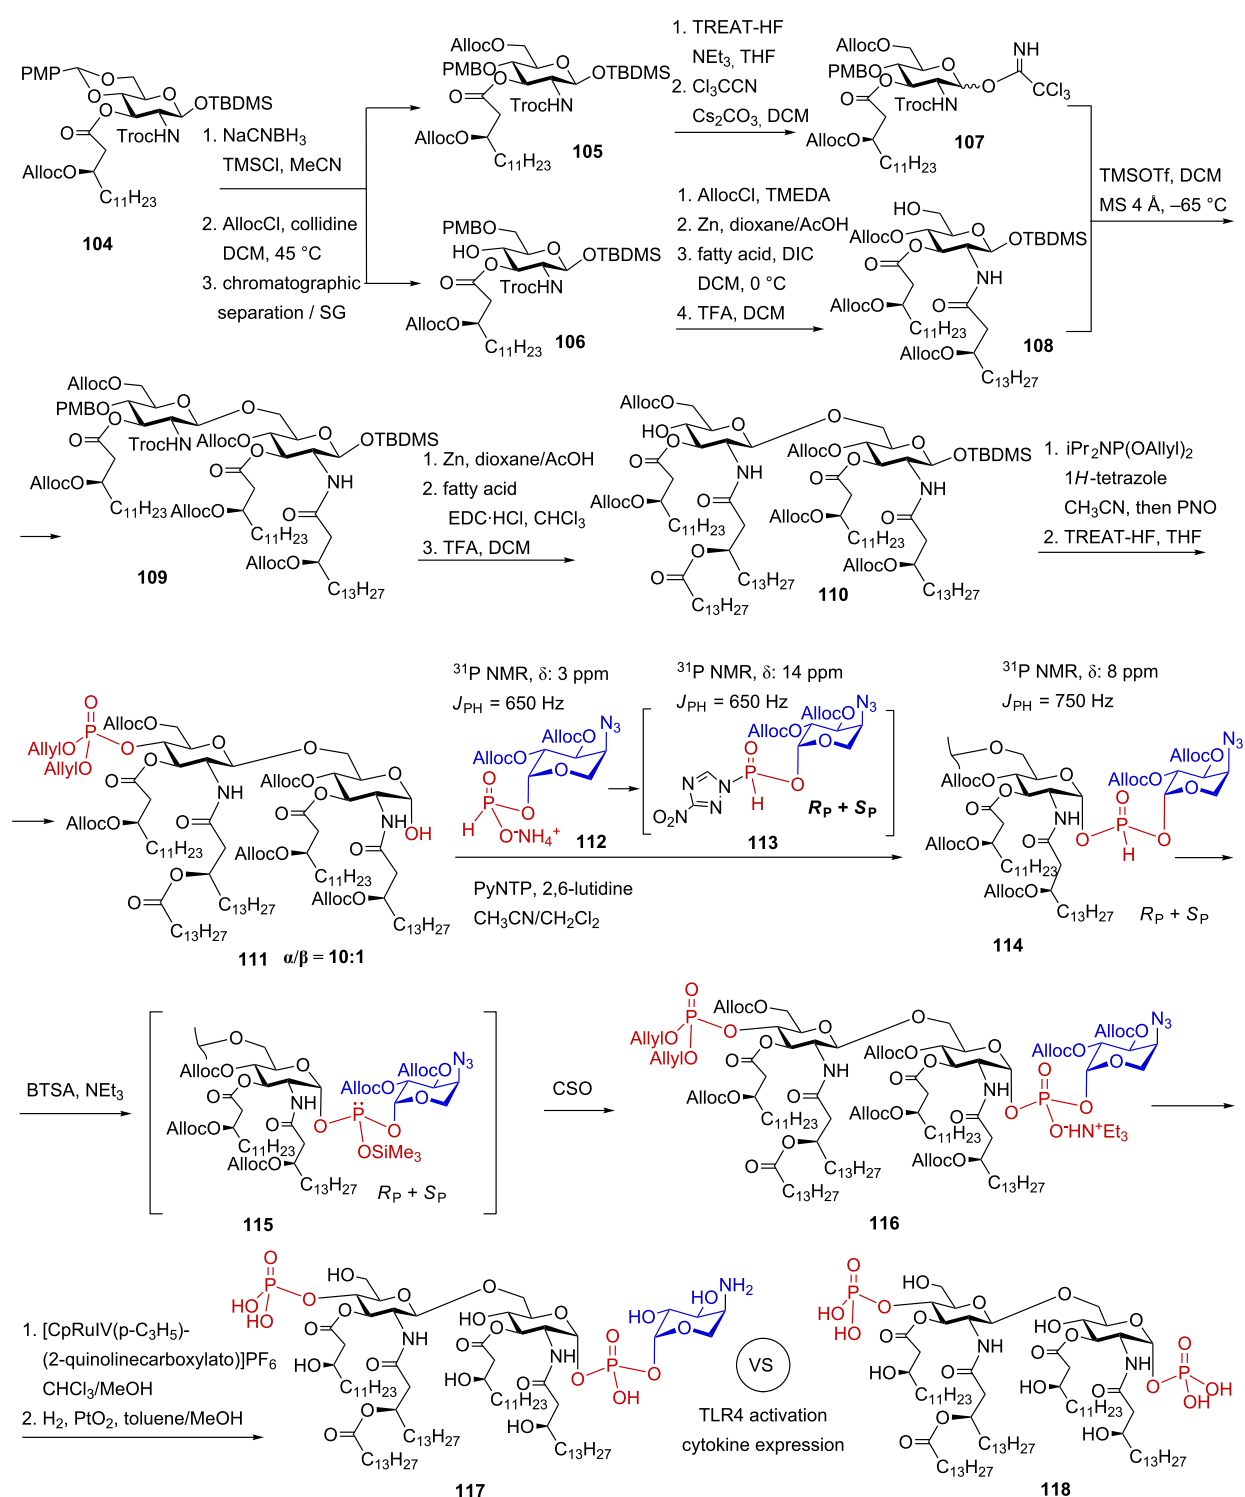 PMP
O
O
O
O
OTBDMS
O
TrocHN
AllocO
C11H23
104
1. NaCNBH3
TMSCl, MeCN
2. AllocCl, collidine
DCM, 45 °C
3. chromatographic
separation / SG
AllocO
O
PMBO
O
OTBDMS
O
TrocHN
AllocO
C11H23
105
PMBO
HO
O
O
OTBDMS
O
TrocHN
AllocO
C11H23
106
1. TREAT-HF
NEt3, THF
2. Cl3CCN
Cs2CO3, DCM
AllocO
O
PMBO
O
O
NH
CCl3
O
TrocHN
AllocO
C11H23
107
1. AllocCl, TMEDA
2. Zn, dioxane/AcOH
3. fatty acid, DIC
DCM, 0 °C
4. TFA, DCM
HO
AllocO
O
O
OTBDMS
O
NH
O
AllocO
C11H23
AllocO
C13H27
108
TMSOTf, DCM
MS 4 Å, –65 °C
AllocO
PMBO
O
O
O
O
TrocHN
AllocO
O
O
OTBDMS
O
NH
AllocO
C11H23
AllocO
O
C11H23
AllocO
C13H27
109
1. Zn, dioxane/AcOH
2. fatty acid
EDC·HCl, CHCl3
3. TFA, DCM
AllocO
HO
O
O
O
O
NH
AllocO
O
O
OTBDMS
O
NH
AllocO
O
C11H23
AllocO
O
C11H23
O
O
C13H27
AllocO
C13H27
C13H27
110
1. iPr2NP(OAllyl)2
1H-tetrazole
CH3CN, then PNO
2. TREAT-HF, THF
O
P
AllylO
AllylO
O
AllocO
O
O
O
O
NH
AllocO
O
O
O
NH
OH
AllocO
O
C11H23
AllocO
O
C11H23
O
O
C13H27
AllocO
C13H27
C13H27
111 α/β = 10:1
31P NMR, δ: 3 ppm
JPH = 650 Hz
N3
AllocO
AllocO
O
O
P
H
O
O-NH4+
112
PyNTP, 2,6-lutidine
CH3CN/CH2Cl2
31P NMR, δ: 14 ppm
JPH = 650 Hz
N3
AllocO
AllocO
O
O
P
H
O
N
N
N
O2N
RP + SP
113
31P NMR, δ: 8 ppm
JPH = 750 Hz
O
AllocO
O
O
O
NH
O
AllocO
C11H23
AllocO
C13H27
O
O
P
H
O
N3
AllocO
AllocO
O
RP + SP
114
BTSA, NEt3
O
AllocO
O
O
O
NH
O
AllocO
C11H23
AllocO
C13H27
O
P
O
OSiMe3
N3
AllocO
AllocO
O
RP + SP
115
CSO
O
P
AllylO
AllylO
O
AllocO
O
O
O
O
NH
AllocO
O
O
O
NH
AllocO
O
C11H23
AllocO
O
C11H23
O
O
C13H27
AllocO
C13H27
C13H27
O
O
P
O
O-HN+Et3
N3
AllocO
AllocO
O
116
1. [CpRuIV(p-C3H5)-
(2-quinolinecarboxylato)]PF6
CHCl3/MeOH
2. H2, PtO2, toluene/MeOH
O
P
HO
HO
O
HO
O
O
O
O
NH
HO
O
O
O
NH
HO
O
C11H23
HO
O
C11H23
O
O
C13H27
HO
C13H27
C13H27
O
O
P
OH
O
NH2
HO
HO
O
117
VS
TLR4 activation
cytokine expression
O
P
HO
HO
O
HO
O
O
O
O
NH
HO
O
O
O
NH
HO
O
C11H23
HO
O
C11H23
O
O
C13H27
HO
C13H27
C13H27
O
O
P
OH
OH
118